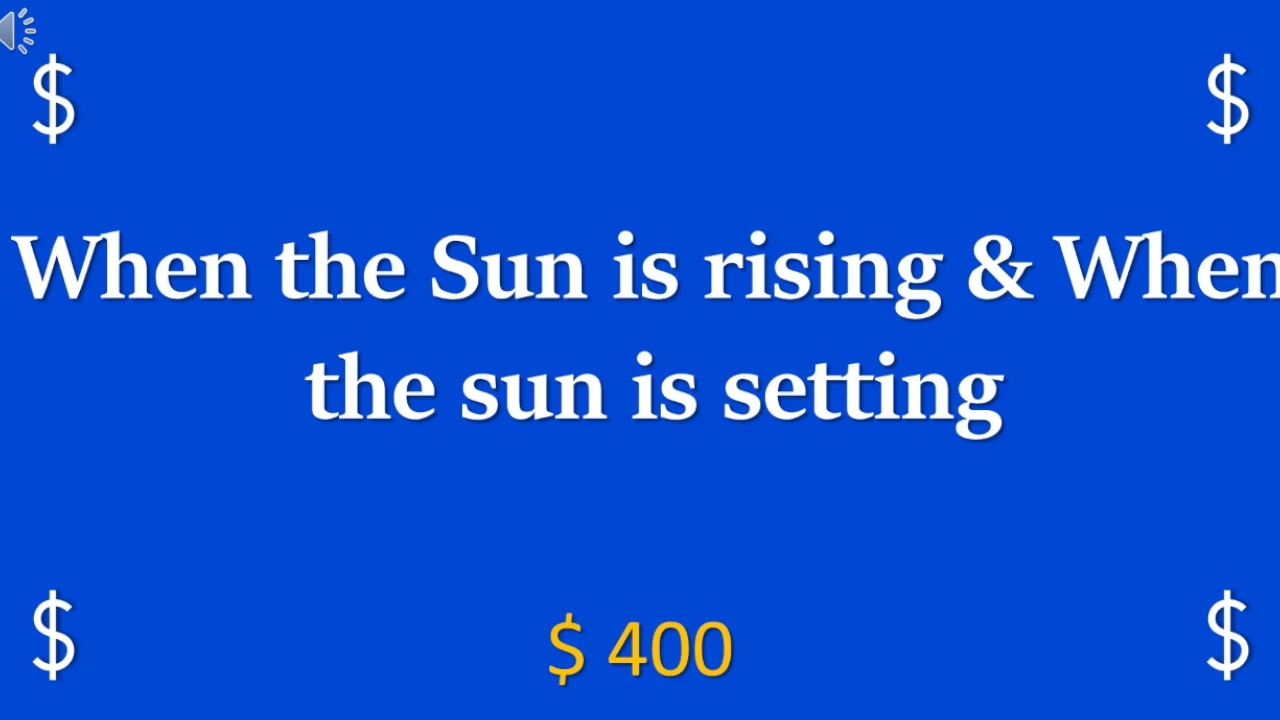 $ $
When the Sun is rising & When
the sun is setting
$ $ 400 $